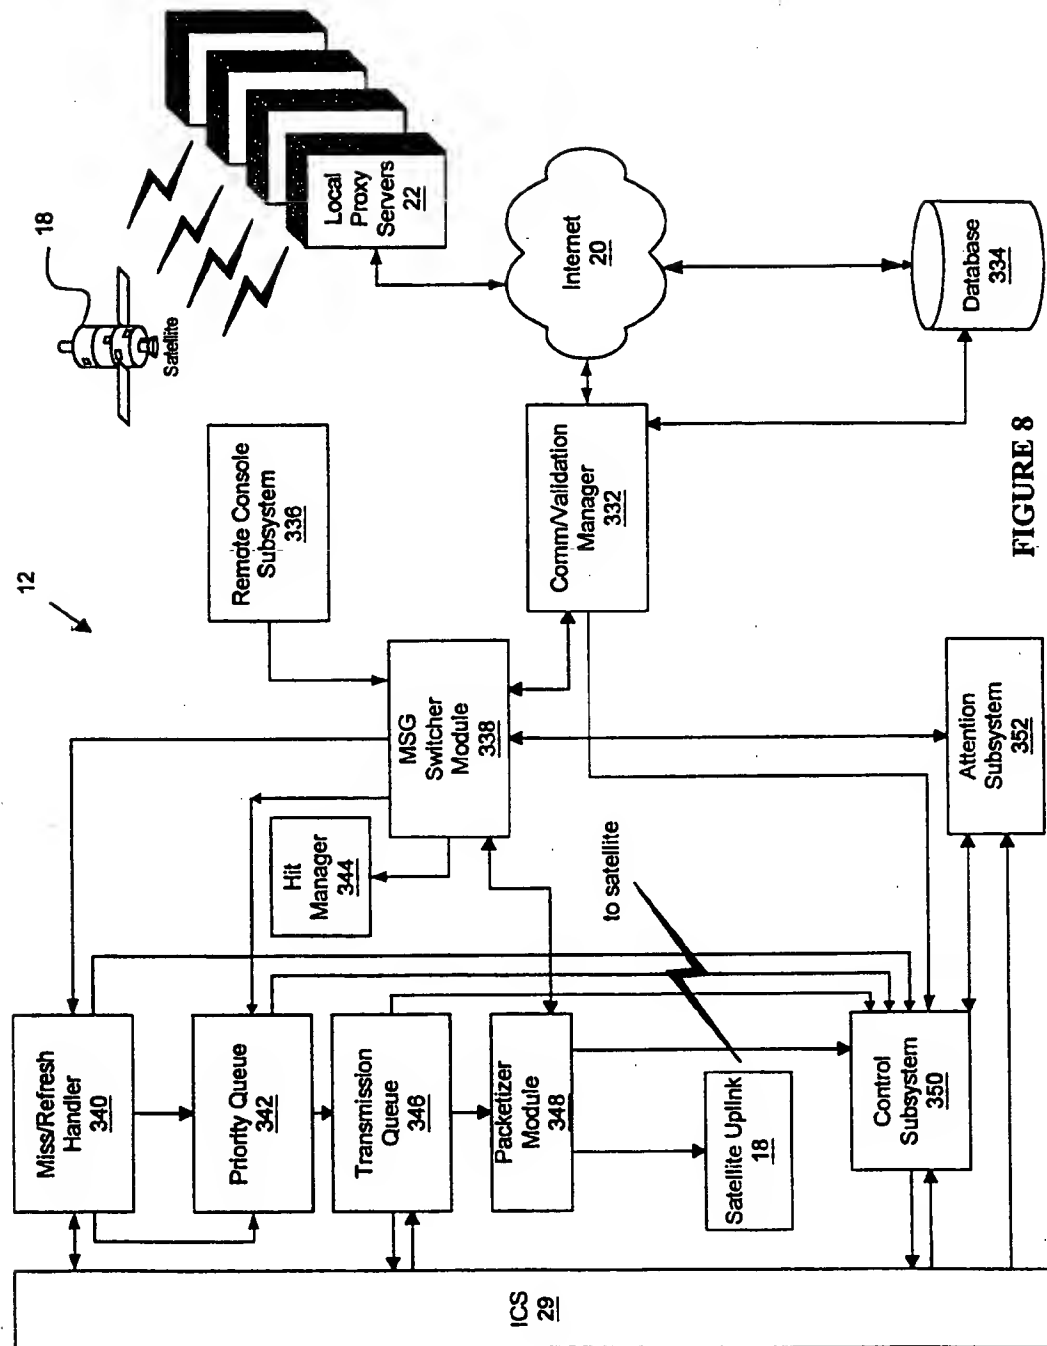 18
Satellite
Local
Proxy
Servers
22
12
Remote Console
Subsystem
336
Internet
20
Comm/Validation
Manager
332
Database
334
MSG
Switcher
Module
338
Hit
Manager
344
Attention
Subsystem
352
to satellite
Miss/Refresh
Handler
340
Priority Queue
342
Transmission
Queue
346
Packetizer
Module
348
Satellite Uplink
18
Control
Subsystem
350
ICS
29
FIGURE 8